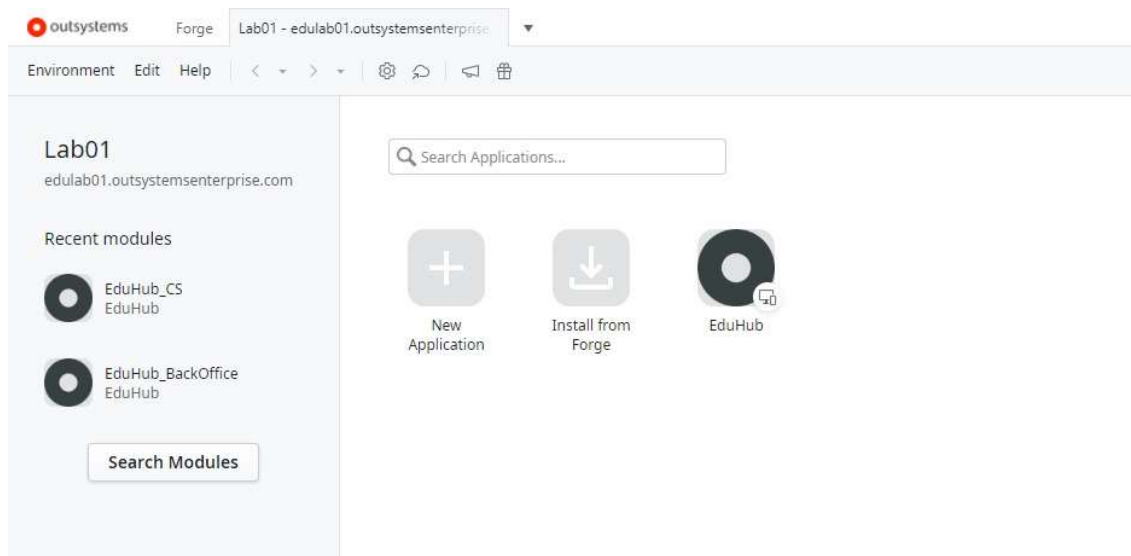 outsystems Forge Lab01 - edulab01.outsystemsenterprise
Environment Edit Help
Lab01
edulab01.outsystemsenterprise.com
Recent modules
EduHub_CS
EduHub
EduHub_BackOffice
EduHub
Search Modules
Search Applications...
New
Application
Install from
Forge
EduHub